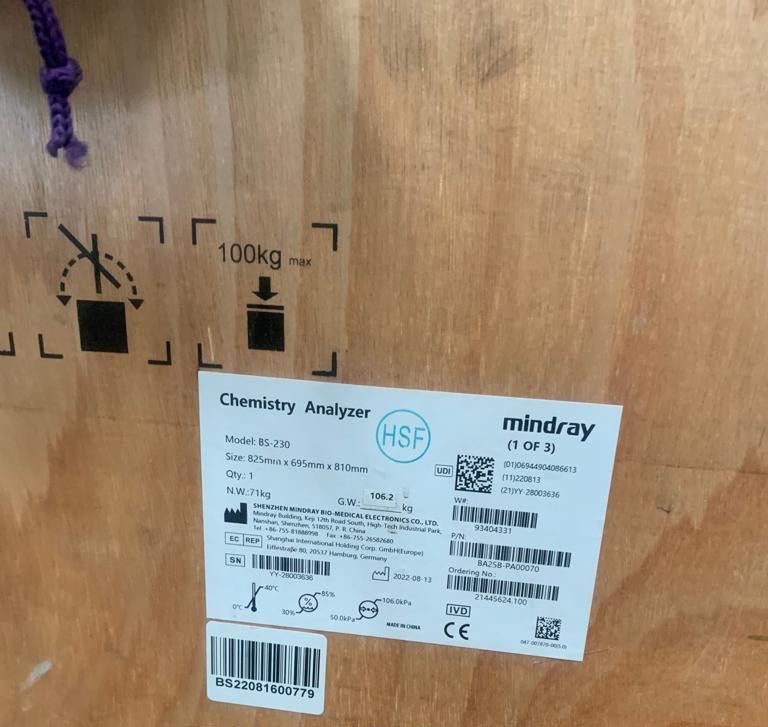 100kg max
Chemistry Analyzer
HSF
mindray
(1 OF 3)
Model: BS-230
Size: 825mm x 695mm x 810mm
Qty.: 1
N.W.:71kg
G.W.: 106.2 kg
UDI
(01)06944904086613
(11)220813
(21)YY-28003636
W#:
93404331
P/N:
BA25B-PA00070
Ordering No.:
21445624.100
SHENZHEN MINDRAY BIO-MEDICAL ELECTRONICS CO., LTD.
Mindray Building, Keji 12th Road South, High-Tech Industrial Park,
Nanshan, Shenzhen, 518057, P. R. China
Tel :+86-755-81888998 Fax :+86-755-26582680
EC REP
Shanghai International Holding Corp. GmbH(Europe)
Eiffestraße 80, 20537 Hamburg, Germany
SN
YY-28003636
2022-08-13
0℃
40℃
%
30%
85%
50.0kPa
106.0kPa
MADE IN CHINA
IVD
CE
047-007870-00(5.0)
BS22081600779